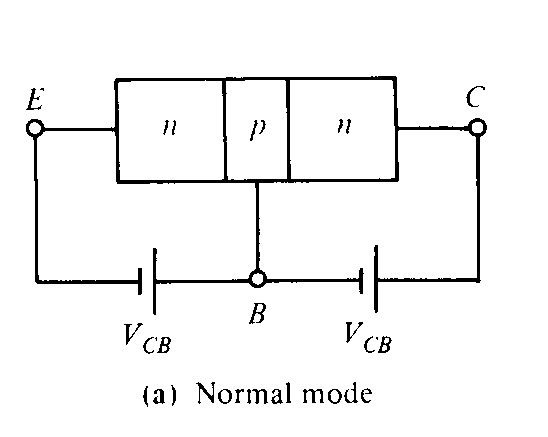 E
C
n p n
B
V_CB V_CB
(a) Normal mode